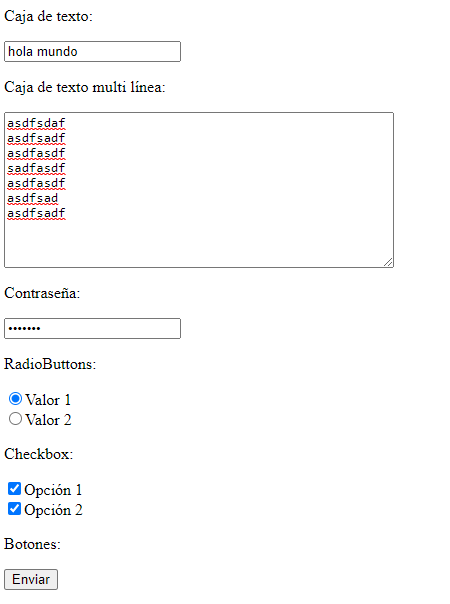 Caja de texto:
hola mundo
Caja de texto multi línea:
asdfsdaf
asdfsadf
asdfasdf
sadfasdf
asdfasdf
asdfsad
asdfsadf
Contraseña:
•••••••
RadioButtons:
Valor 1
Valor 2
Checkbox:
Opción 1
Opción 2
Botones:
Enviar